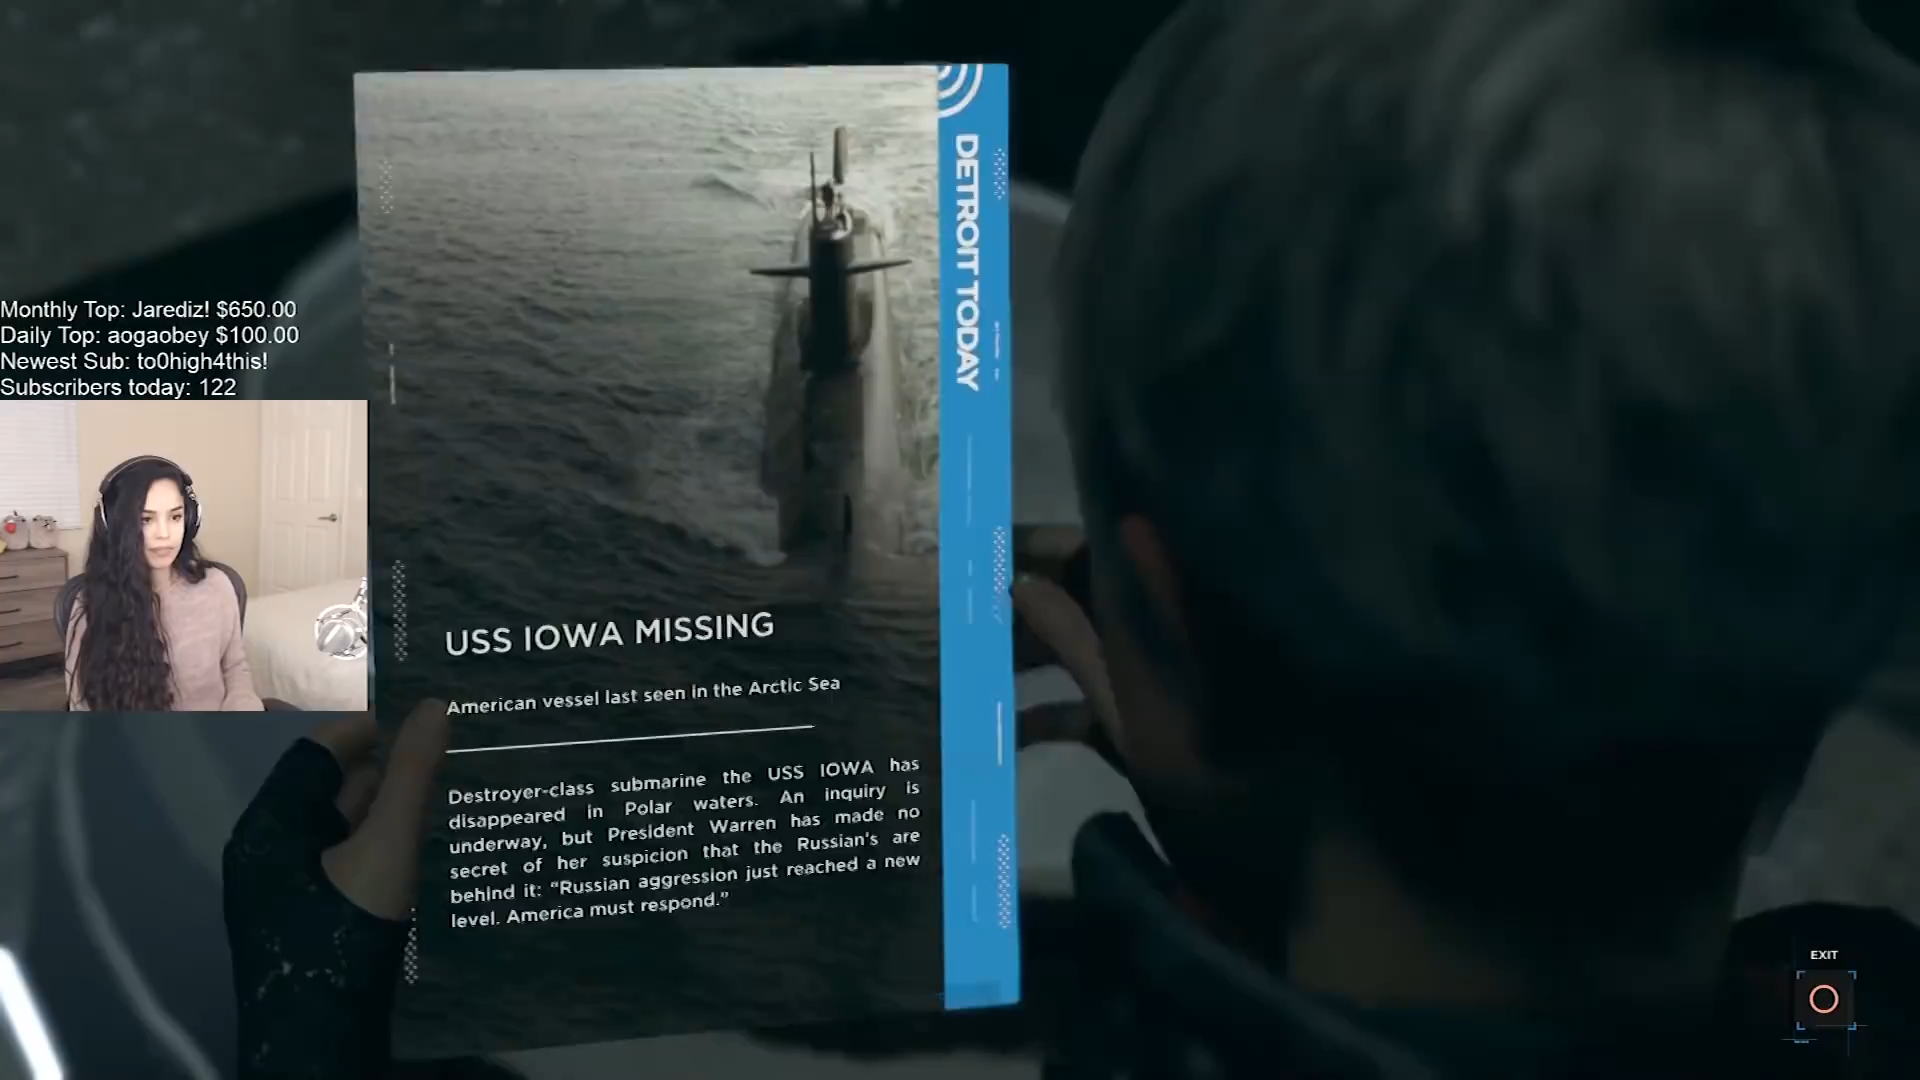 Monthly Top: Jarediz! $650.00
Daily Top: aogaobey $100.00
Newest Sub: to0high4this!
Subscribers today: 122
DETROIT TODAY
USS IOWA MISSING
American vessel last seen in the Arctic Sea
Destroyer-class submarine the USS IOWA has
disappeared in Polar waters. An inquiry is
underway, but President Warren has made no
secret of her suspicion that the Russian's are
behind it: “Russian aggression just reached a new
level. America must respond.”
EXIT